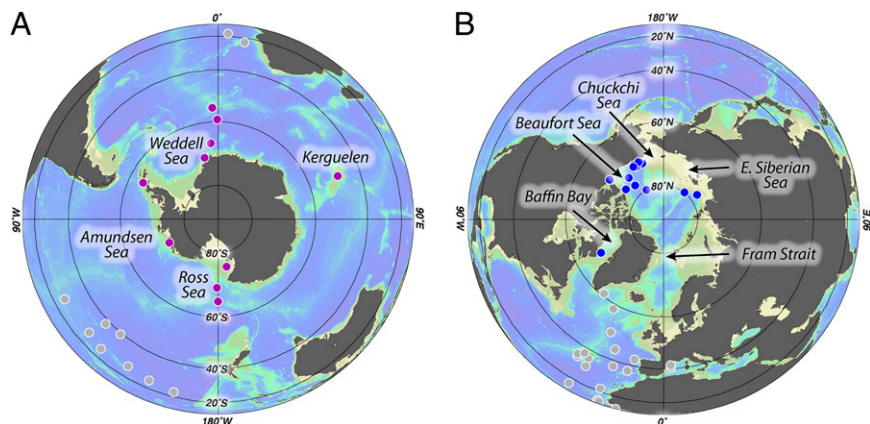 A
0°
Weddell
Sea
Kerguelen
90°W
90°E
Amundsen
Sea
80°S
Ross
Sea
60°S
40°S
20°S
180°W
B
180°W
20°N
40°N
Chuckchi
Sea
Beaufort Sea
60°N
E. Siberian
Sea
80°N
Baffin Bay
90°W
90°E
Fram Strait
0°